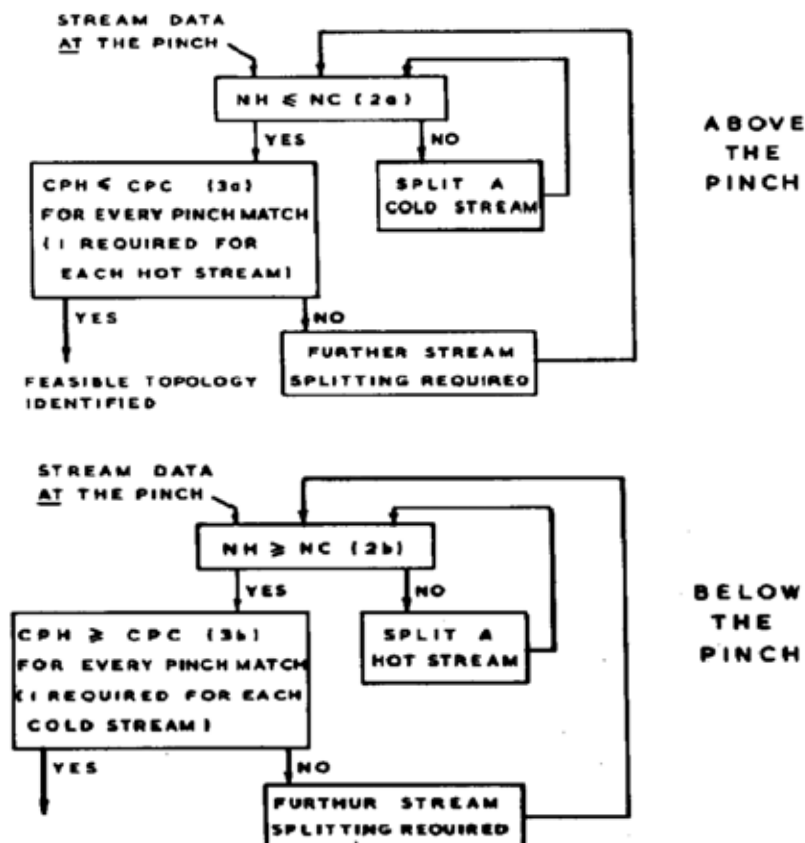 STREAM DATA
AT THE PINCH
NH ≤ NC (2a)
YES
NO
CPH ≤ CPC (3a)
FOR EVERY PINCH MATCH
(1 REQUIRED FOR
EACH HOT STREAM)
SPLIT A
COLD STREAM
ABOVE
THE
PINCH
YES
NO
FURTHER STREAM
SPLITTING REQUIRED
FEASIBLE TOPOLOGY
IDENTIFIED
STREAM DATA
AT THE PINCH
NH ≥ NC (2b)
YES
NO
CPH ≥ CPC (3b)
FOR EVERY PINCH MATCH
(1 REQUIRED FOR EACH
COLD STREAM)
SPLIT A
HOT STREAM
BELOW
THE
PINCH
YES
NO
FURTHUR STREAM
SPLITTING REQUIRED